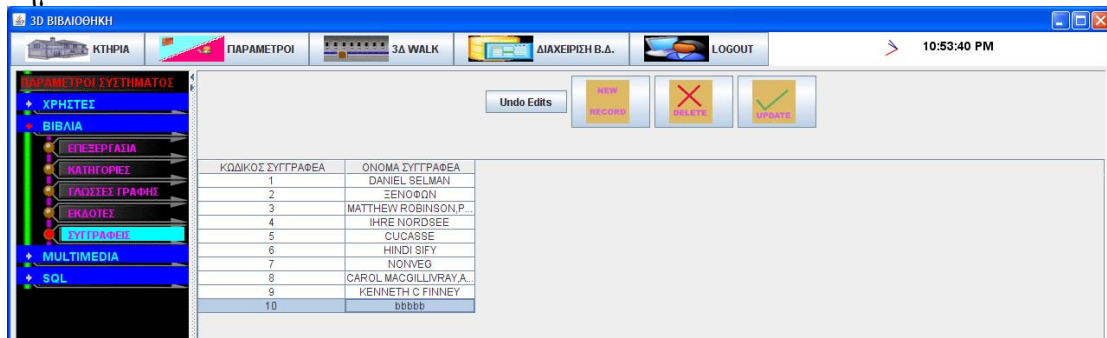 3D ΒΙΒΛΙΟΘΗΚΗ
ΚΤΗΡΙΑ ΠΑΡΑΜΕΤΡΟΙ 3Δ WALK ΔΙΑΧΕΙΡΙΣΗ Β.Δ. LOGOUT 10:53:40 PM
ΠΑΡΑΜΕΤΡΟΙ ΣΥΣΤΗΜΑΤΟΣ
ΧΡΗΣΤΕΣ
ΒΙΒΛΙΑ
ΕΠΕΞΕΡΓΑΣΙΑ
ΚΑΤΗΓΟΡΙΕΣ
ΓΛΩΣΣΕΣ ΓΡΑΦΗΣ
ΕΚΔΟΤΕΣ
ΣΥΓΓΡΑΦΕΙΣ
MULTIMEDIA
SQL
Undo Edits
NEW
RECORD
DELETE
UPDATE
ΚΩΔΙΚΟΣ ΣΥΓΓΡΑΦΕΑ ΟΝΟΜΑ ΣΥΓΓΡΑΦΕΑ
1 DANIEL SELMAN
2 ΞΕΝΟΦΩΝ
3 MATTHEW ROBINSON,P...
4 IHRE NORDSEE
5 CUCASSE
6 HINDI SIFY
7 NONVEG
8 CAROL MACGILLIVRAY,A...
9 KENNETH C FINNEY
10 bbbbb